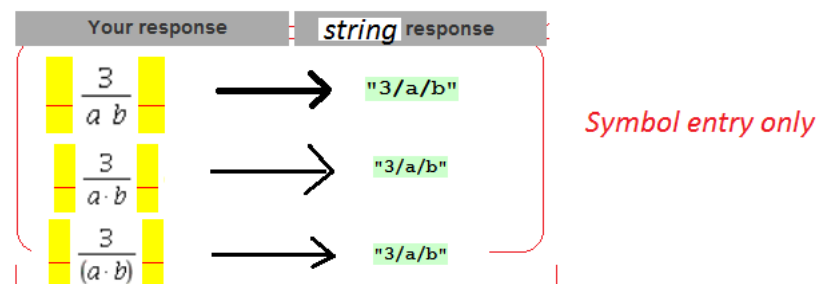 Your response string response
3
a b
"3/a/b"
Symbol entry only
3
a · b
"3/a/b"
3
(a · b)
"3/a/b"